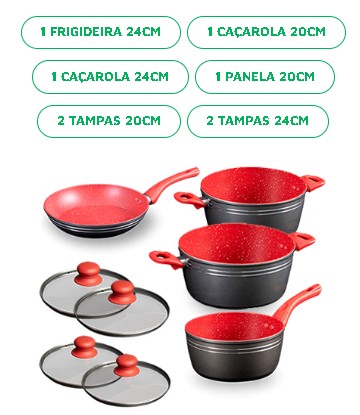 1 FRIGIDEIRA 24CM
1 CAÇAROLA 20CM
1 CAÇAROLA 24CM
1 PANELA 20CM
2 TAMPAS 20CM
2 TAMPAS 24CM